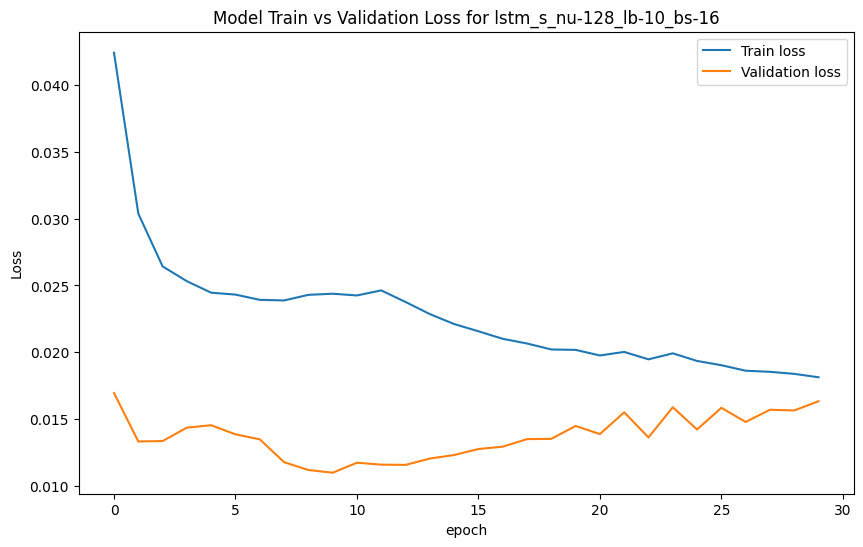 Model Train vs Validation Loss for lstm_s_nu-128_lb-10_bs-16
Train loss
Validation loss
0.040
0.035
0.030
0.025
0.020
0.015
0.010
Loss
0 5 10 15 20 25 30
epoch